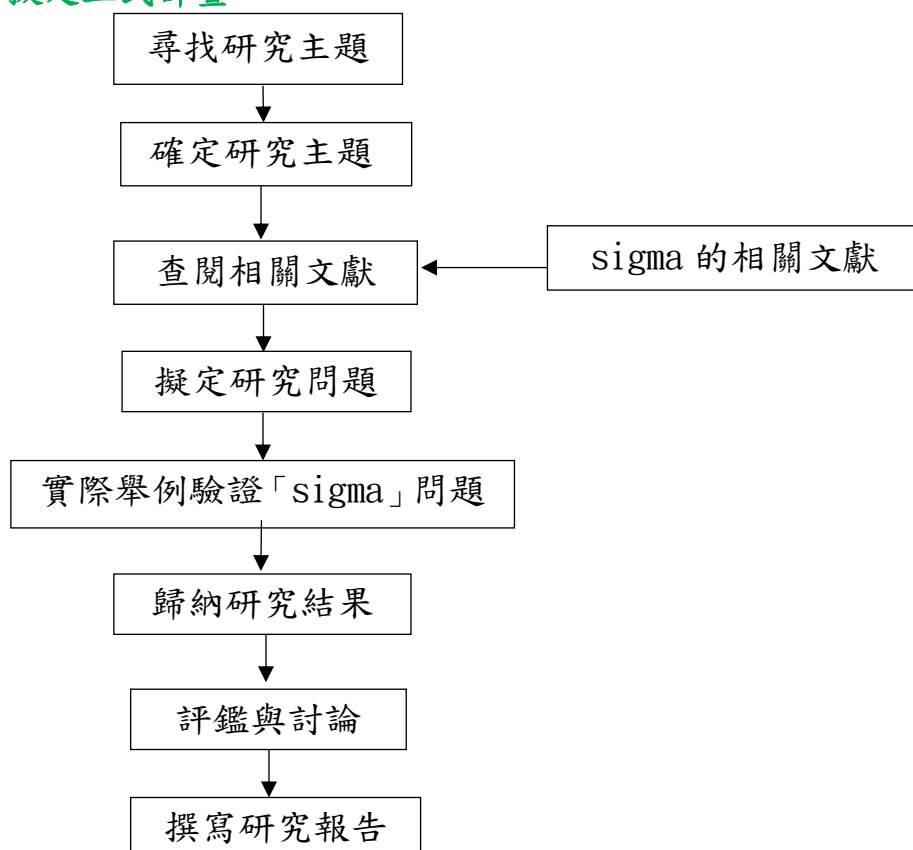 尋找研究主題
確定研究主題
查閱相關文獻
sigma 的相關文獻
擬定研究問題
實際舉例驗證「sigma」問題
歸納研究結果
評鑑與討論
撰寫研究報告